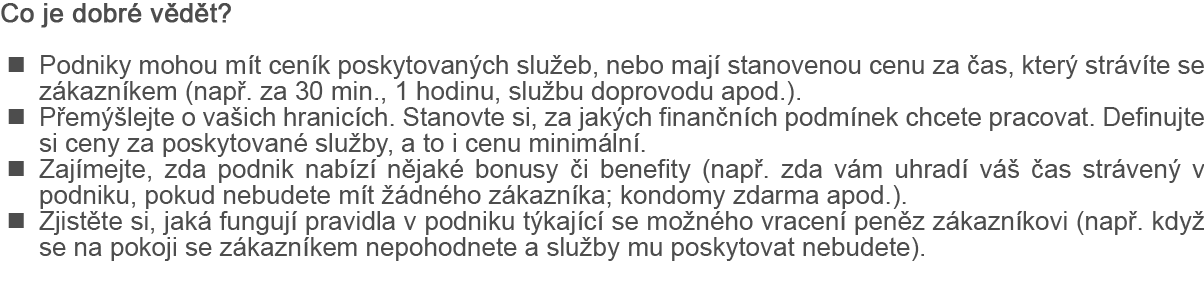 Co je dobré vědět?
■ Podniky mohou mít ceník poskytovaných služeb, nebo mají stanovenou cenu za čas, který strávíte se
zákazníkem (např. za 30 min., 1 hodinu, službu doprovodu apod.).
■ Přemýšlejte o vašich hranicích. Stanovte si, za jakých finančních podmínek chcete pracovat. Definujte
si ceny za poskytované služby, a to i cenu minimální.
■ Zajímejte, zda podnik nabízí nějaké bonusy či benefity (např. zda vám uhradí váš čas strávený v
podniku, pokud nebudete mít žádného zákazníka; kondomy zdarma apod.).
■ Zjistěte si, jaká fungují pravidla v podniku týkající se možného vracení peněz zákazníkovi (např. když
se na pokoji se zákazníkem nepohodnete a služby mu poskytovat nebudete).